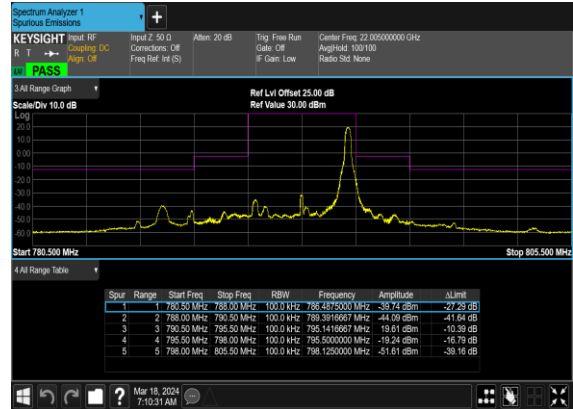 Spectrum Analyzer 1
Spurious Emissions
KEYSIGHT
R T
PASS
Input: RF
Coupling: DC
Align: Off
Input Z: 50 Ω
Corrections: Off
Freq Ref: Int (S)
Atten: 20 dB
Trig: Free Run
Gate: Off
IF Gain: Low
Center Freq: 22.005000000 GHz
Avg|Hold: 100/100
Radio Std: None
3 All Range Graph
Scale/Div 10.0 dB
Ref Lvl Offset 25.00 dB
Ref Value 30.00 dBm
Log
20.0
10.0
0.00
-10.0
-20.0
-30.0
-40.0
-50.0
-60.0
Start 780.500 MHz
Stop 805.500 MHz
4 All Range Table
Spur Range Start Freq Stop Freq RBW Frequency Amplitude ΔLimit
1 1 780.50 MHz 788.00 MHz 100.0 kHz 786.4875000 MHz -39.74 dBm -27.29 dB
2 2 788.00 MHz 790.50 MHz 100.0 kHz 789.3916667 MHz -44.09 dBm -41.64 dB
3 3 790.50 MHz 795.50 MHz 100.0 kHz 795.1416667 MHz 19.61 dBm -10.39 dB
4 4 795.50 MHz 798.00 MHz 100.0 kHz 795.5000000 MHz -19.24 dBm -16.79 dB
5 5 798.00 MHz 805.50 MHz 100.0 kHz 798.1250000 MHz -51.61 dBm -39.16 dB
?
Mar 18, 2024
7:10:31 AM